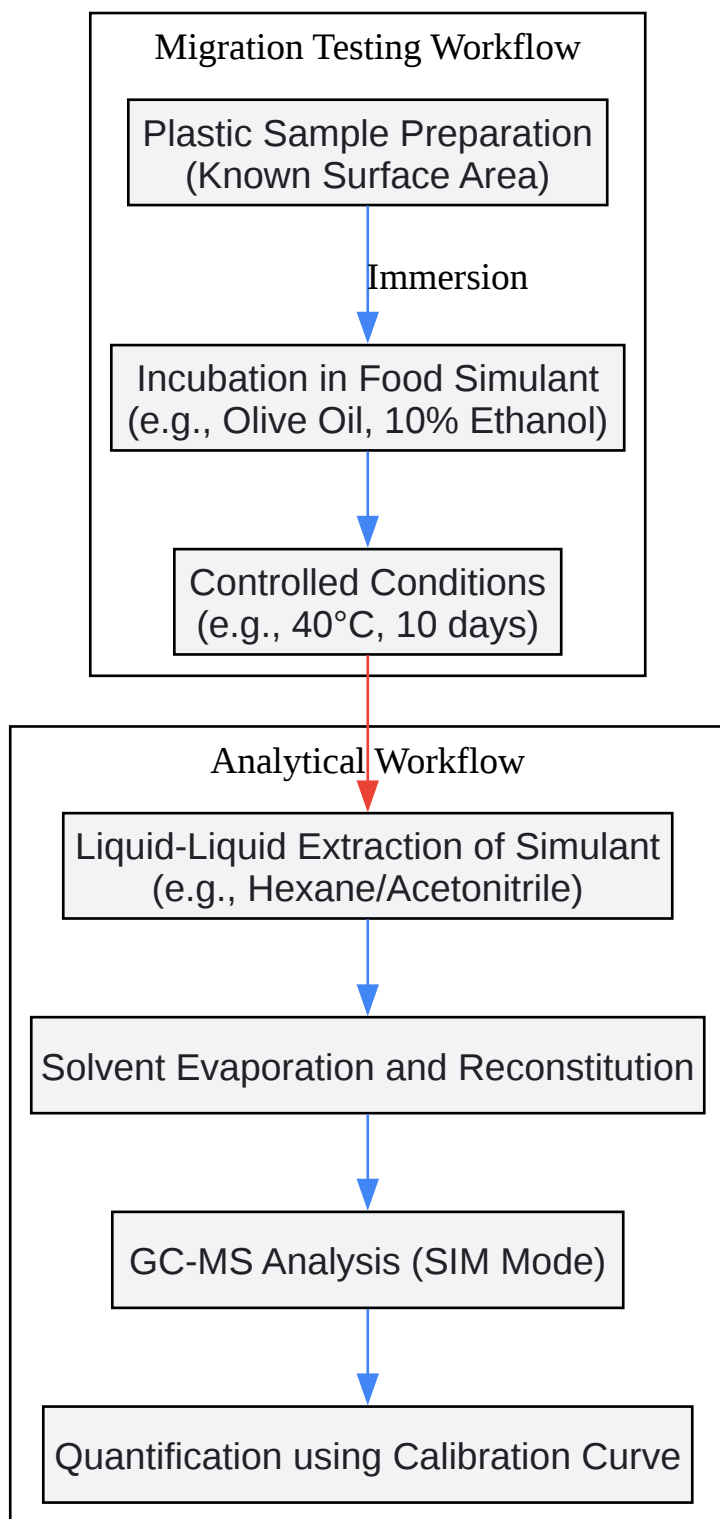 Migration Testing Workflow
Plastic Sample Preparation
(Known Surface Area)
Immersion
Incubation in Food Simulant
(e.g., Olive Oil, 10% Ethanol)
Controlled Conditions
(e.g., 40°C, 10 days)
Analytical Workflow
Liquid-Liquid Extraction of Simulant
(e.g., Hexane/Acetonitrile)
Solvent Evaporation and Reconstitution
GC-MS Analysis (SIM Mode)
Quantification using Calibration Curve